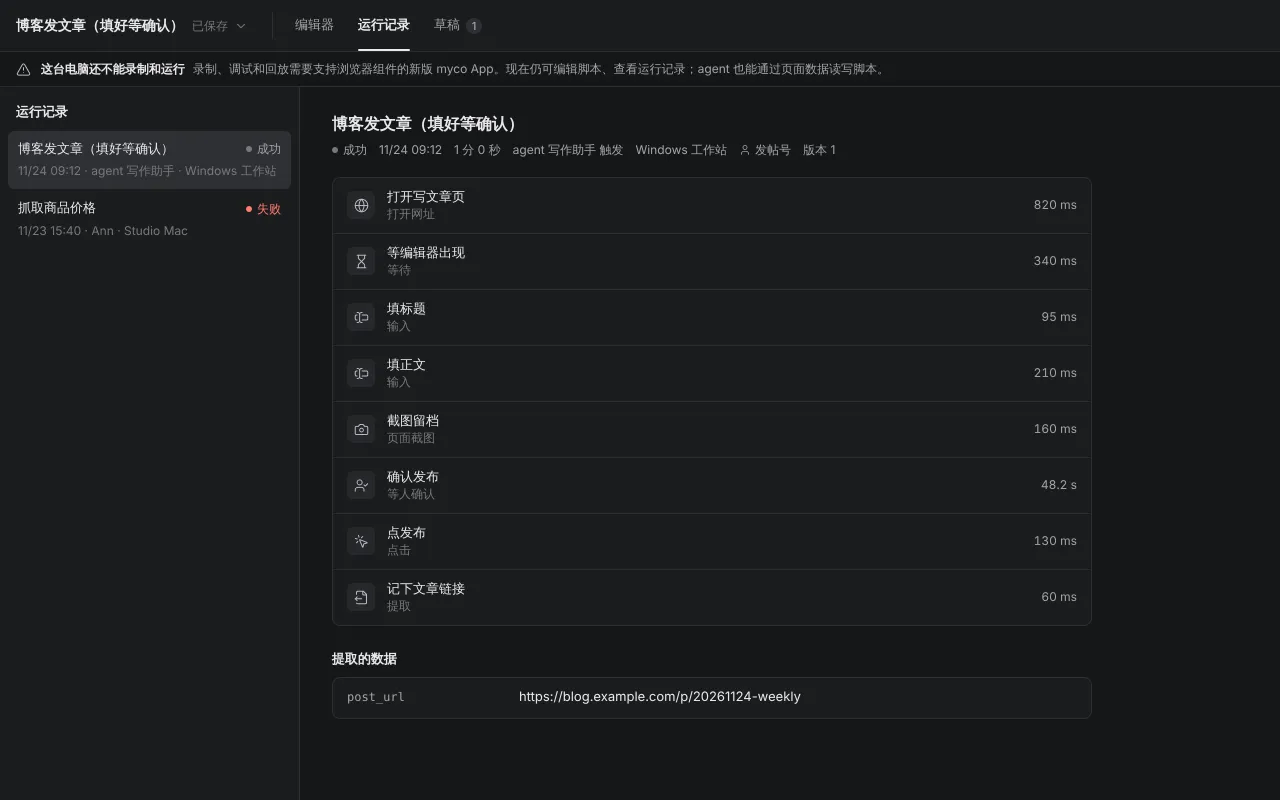 博客发文章（填好等确认） 已保存 编辑器 运行记录 草稿 1
这台电脑还不能录制和运行 录制、调试和回放需要支持浏览器组件的新版 myco App。现在仍可编辑脚本、查看运行记录；agent 也能通过页面数据读写脚本。
运行记录
博客发文章（填好等确认） 成功
11/24 09:12 · agent 写作助手 · Windows 工作站
抓取商品价格 失败
11/23 15:40 · Ann · Studio Mac
博客发文章（填好等确认）
成功 11/24 09:12 1 分 0 秒 agent 写作助手 触发 Windows 工作站 发帖号 版本 1
打开写文章页
打开网址
820 ms
等编辑器出现
等待
340 ms
填标题
输入
95 ms
填正文
输入
210 ms
截图留档
页面截图
160 ms
确认发布
等人确认
48.2 s
点发布
点击
130 ms
记下文章链接
提取
60 ms
提取的数据
post_url https://blog.example.com/p/20261124-weekly